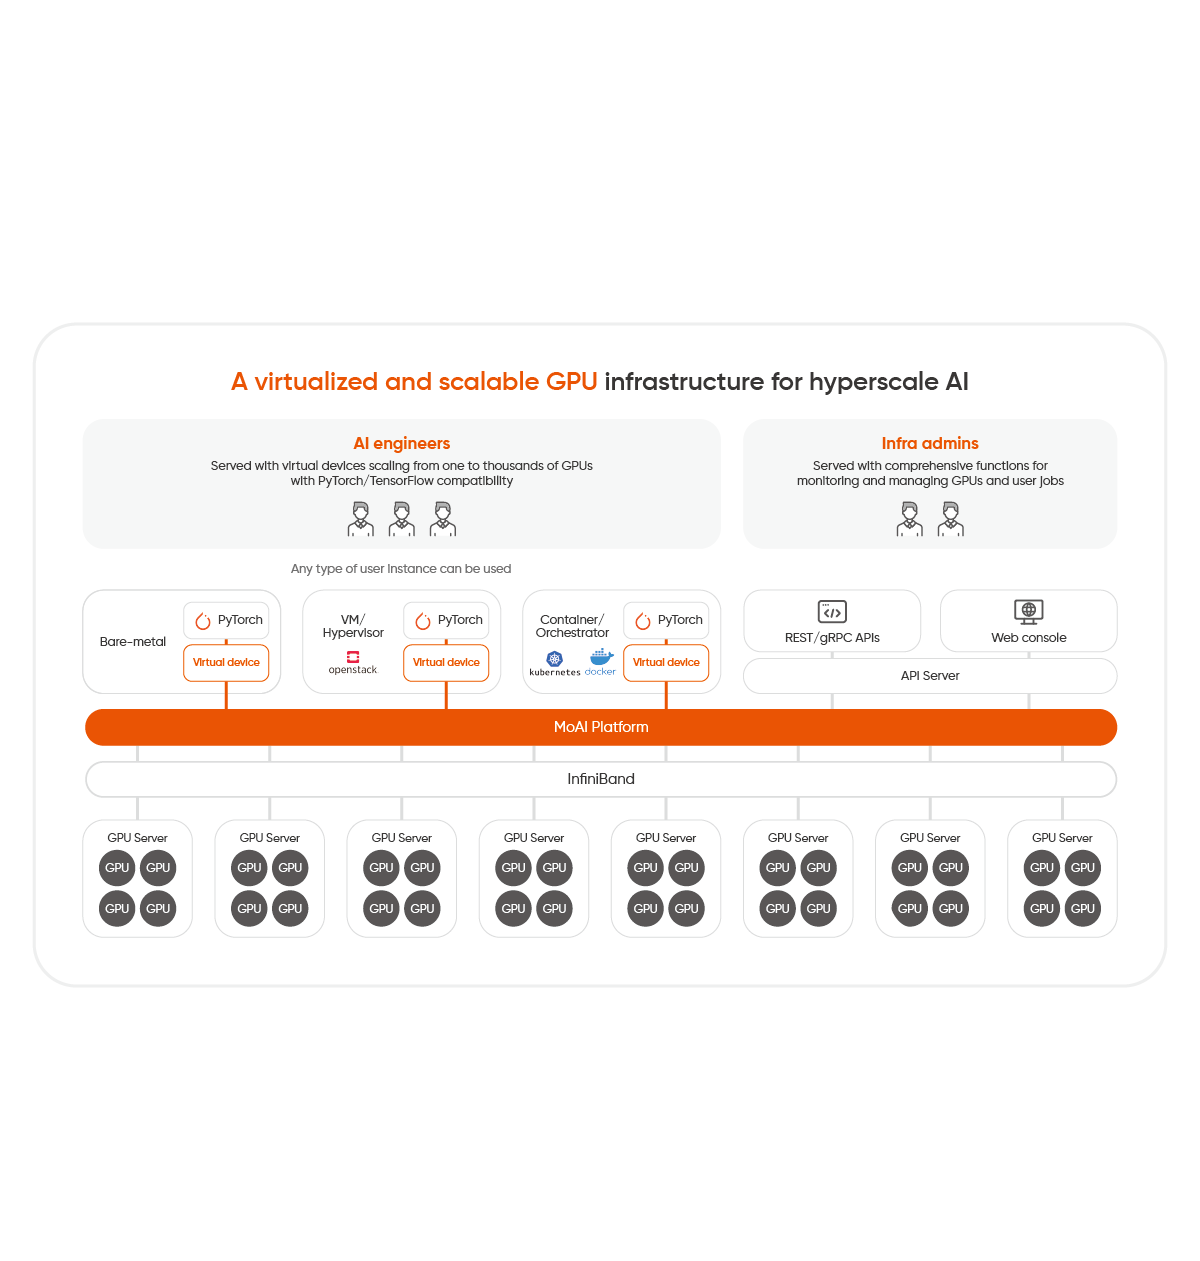 A virtualized and scalable GPU infrastructure for hyperscale AI
AI engineers
Served with virtual devices scaling from one to thousands of GPUs
with PyTorch/TensorFlow compatibility
Infra admins
Served with comprehensive functions for
monitoring and managing GPUs and user jobs
Any type of user instance can be used
Bare-metal
PyTorch
Virtual device
VM/
Hypervisor
openstack.
PyTorch
Virtual device
Container/
Orchestrator
kubernetes
docker
PyTorch
Virtual device
REST/gRPC APIs
Web console
API Server
MoAI Platform
InfiniBand
GPU Server
GPU GPU
GPU GPU
GPU Server
GPU GPU
GPU GPU
GPU Server
GPU GPU
GPU GPU
GPU Server
GPU GPU
GPU GPU
GPU Server
GPU GPU
GPU GPU
GPU Server
GPU GPU
GPU GPU
GPU Server
GPU GPU
GPU GPU
GPU Server
GPU GPU
GPU GPU